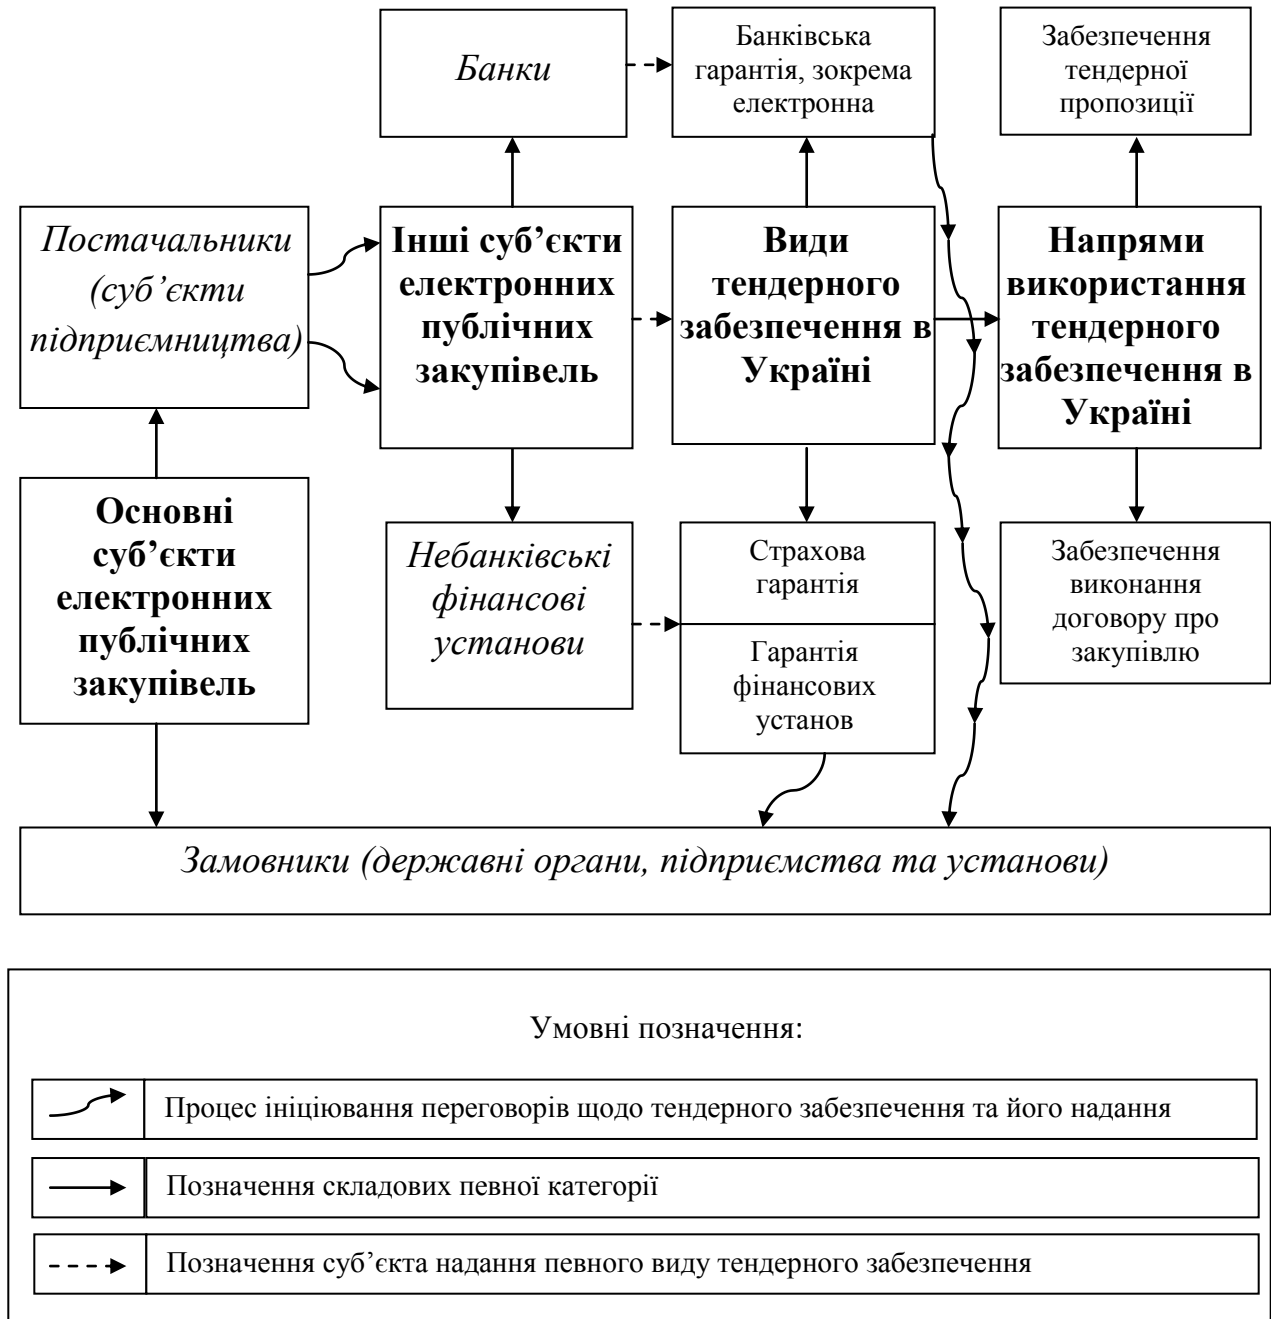 Банки
Банківська
гарантія, зокрема
електронна
Забезпечення
тендерної
пропозиції
Постачальники
(суб’єкти
підприємництва)
Інші суб’єкти
електронних
публічних
закупівель
Види
тендерного
забезпечення в
Україні
Напрями
використання
тендерного
забезпечення в
Україні
Основні
суб’єкти
електронних
публічних
закупівель
Небанківські
фінансові
установи
Страхова
гарантія
Гарантія
фінансових
установ
Забезпечення
виконання
договору про
закупівлю
Замовники (державні органи, підприємства та установи)
Умовні позначення:
Процес ініціювання переговорів щодо тендерного забезпечення та його надання
Позначення складових певної категорії
Позначення суб’єкта надання певного виду тендерного забезпечення